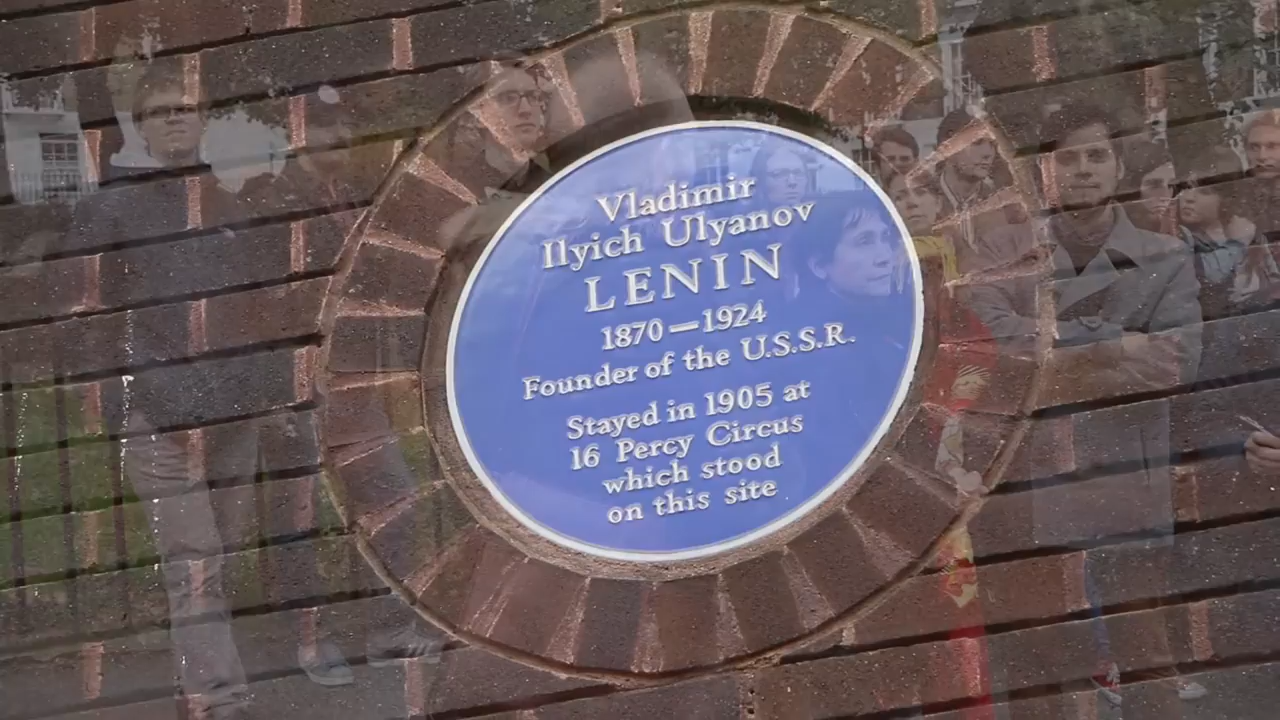 Vladimir
Ilyich Ulyanov
LENIN
1870—1924
Founder of the U.S.S.R.
Stayed in 1905 at
16 Percy Circus
which stood
on this site